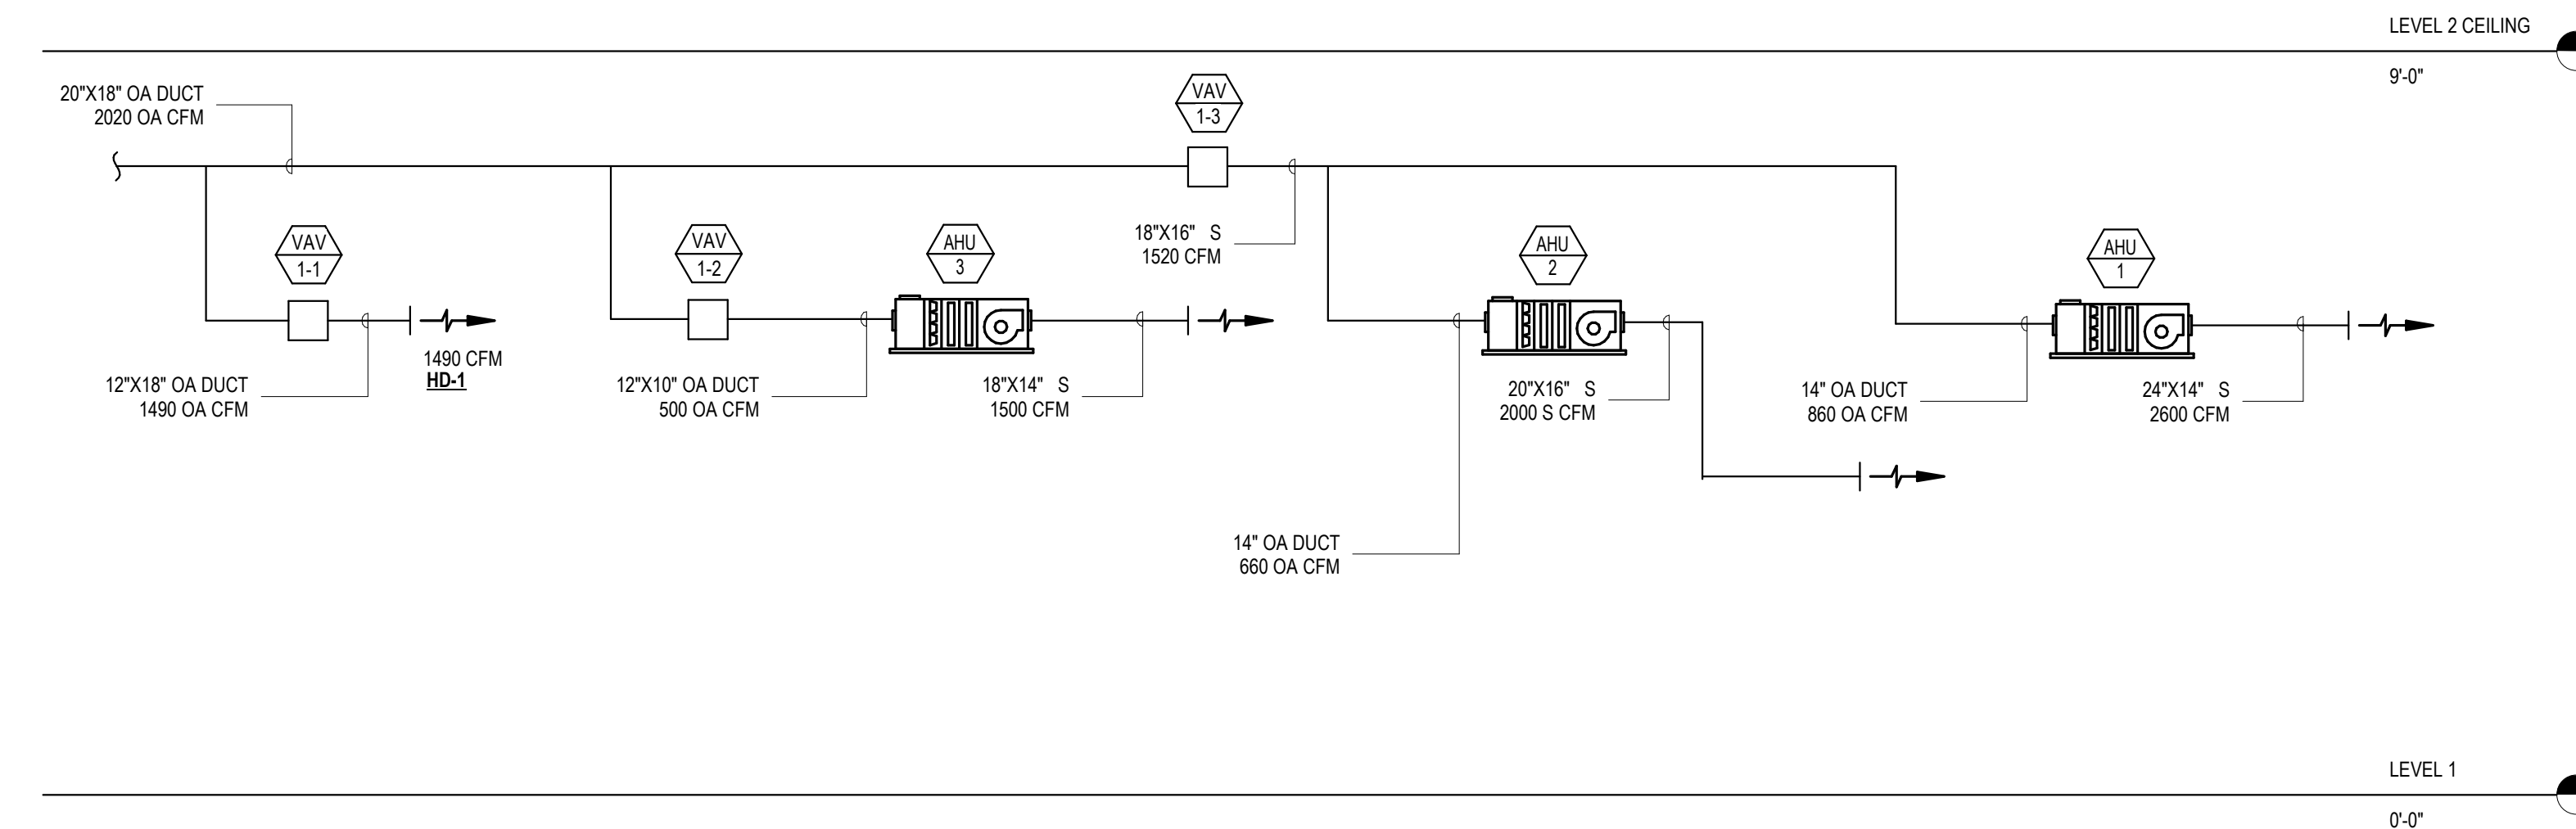 LEVEL 2 CEILING
9'-0"
20"X18" OA DUCT
2020 OA CFM
VAV
1-3
VAV
1-1
VAV
1-2
AHU
3
18"X16" S
1520 CFM
AHU
2
AHU
1
1490 CFM
HD-1
12"X18" OA DUCT
1490 OA CFM
12"X10" OA DUCT
500 OA CFM
18"X14" S
1500 CFM
20"X16" S
2000 S CFM
14" OA DUCT
860 OA CFM
24"X14" S
2600 CFM
14" OA DUCT
660 OA CFM
LEVEL 1
0'-0"